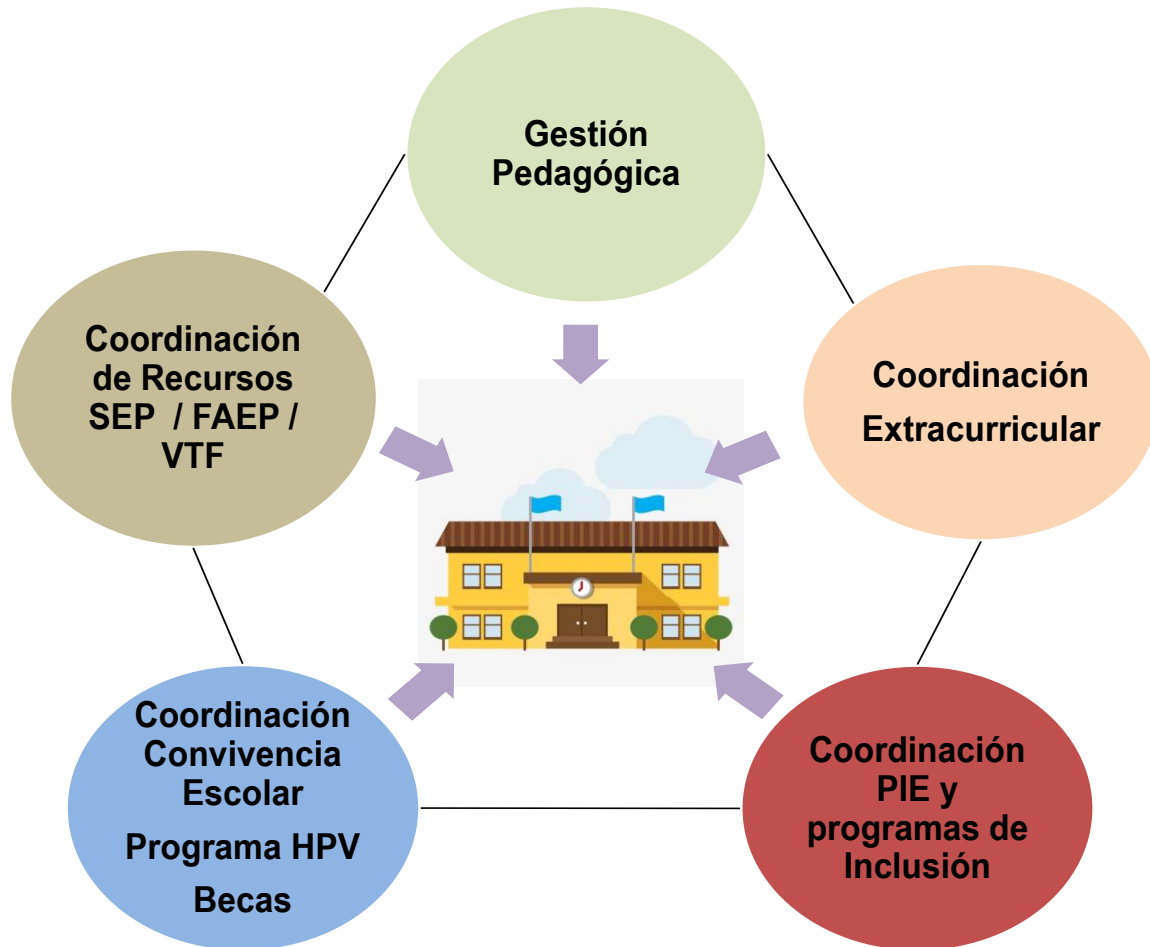 Gestión
Pedagógica
Coordinación
de Recursos
SEP / FAEP /
VTF
Coordinación
Extracurricular
Coordinación
Convivencia
Escolar
Programa HPV
Becas
Coordinación
PIE y
programas de
Inclusión